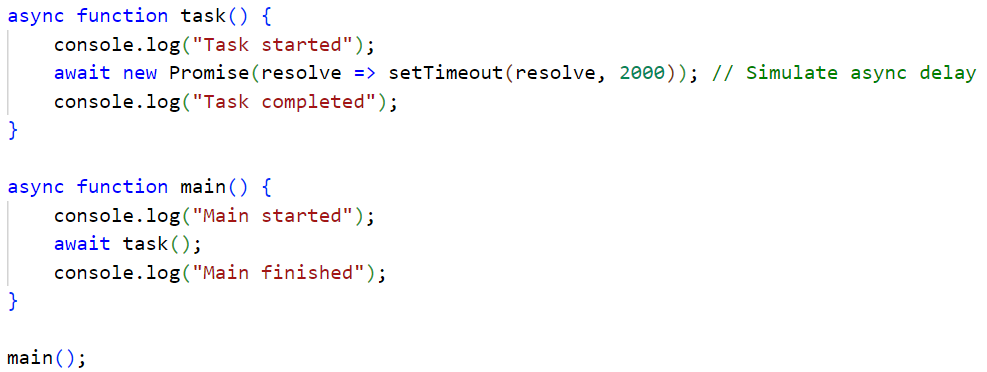 async function task() {
    console.log("Task started");
    await new Promise(resolve => setTimeout(resolve, 2000)); // Simulate async delay
    console.log("Task completed");
}

async function main() {
    console.log("Main started");
    await task();
    console.log("Main finished");
}

main();